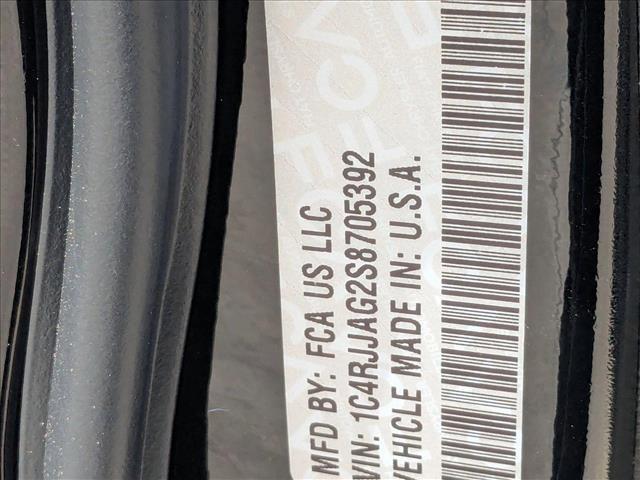 MFD BY: FCA US LLC
VIN: 1C4RJJAG2S8705392
VEHICLE MADE IN: U.S.A.